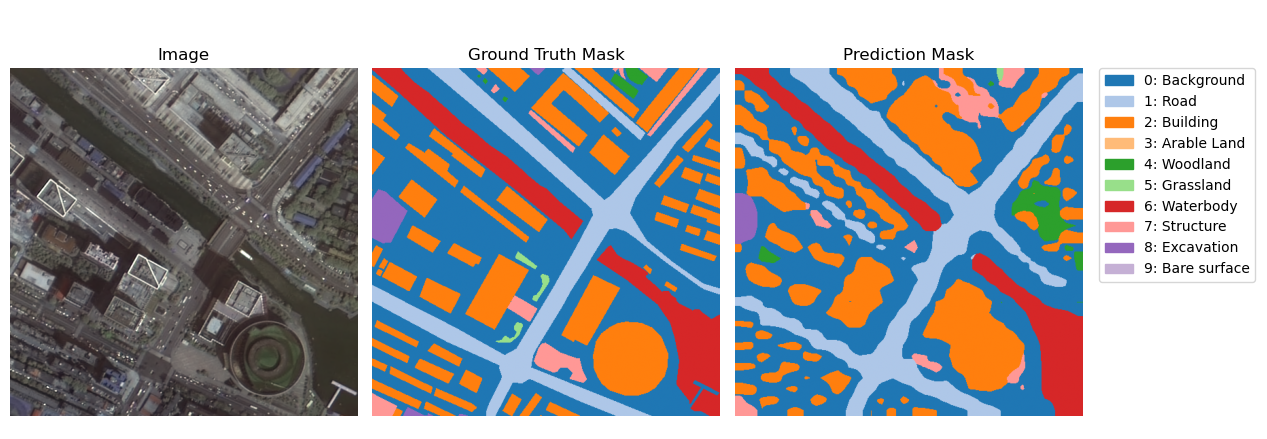 Image
Ground Truth Mask
Prediction Mask
0: Background
1: Road
2: Building
3: Arable Land
4: Woodland
5: Grassland
6: Waterbody
7: Structure
8: Excavation
9: Bare surface